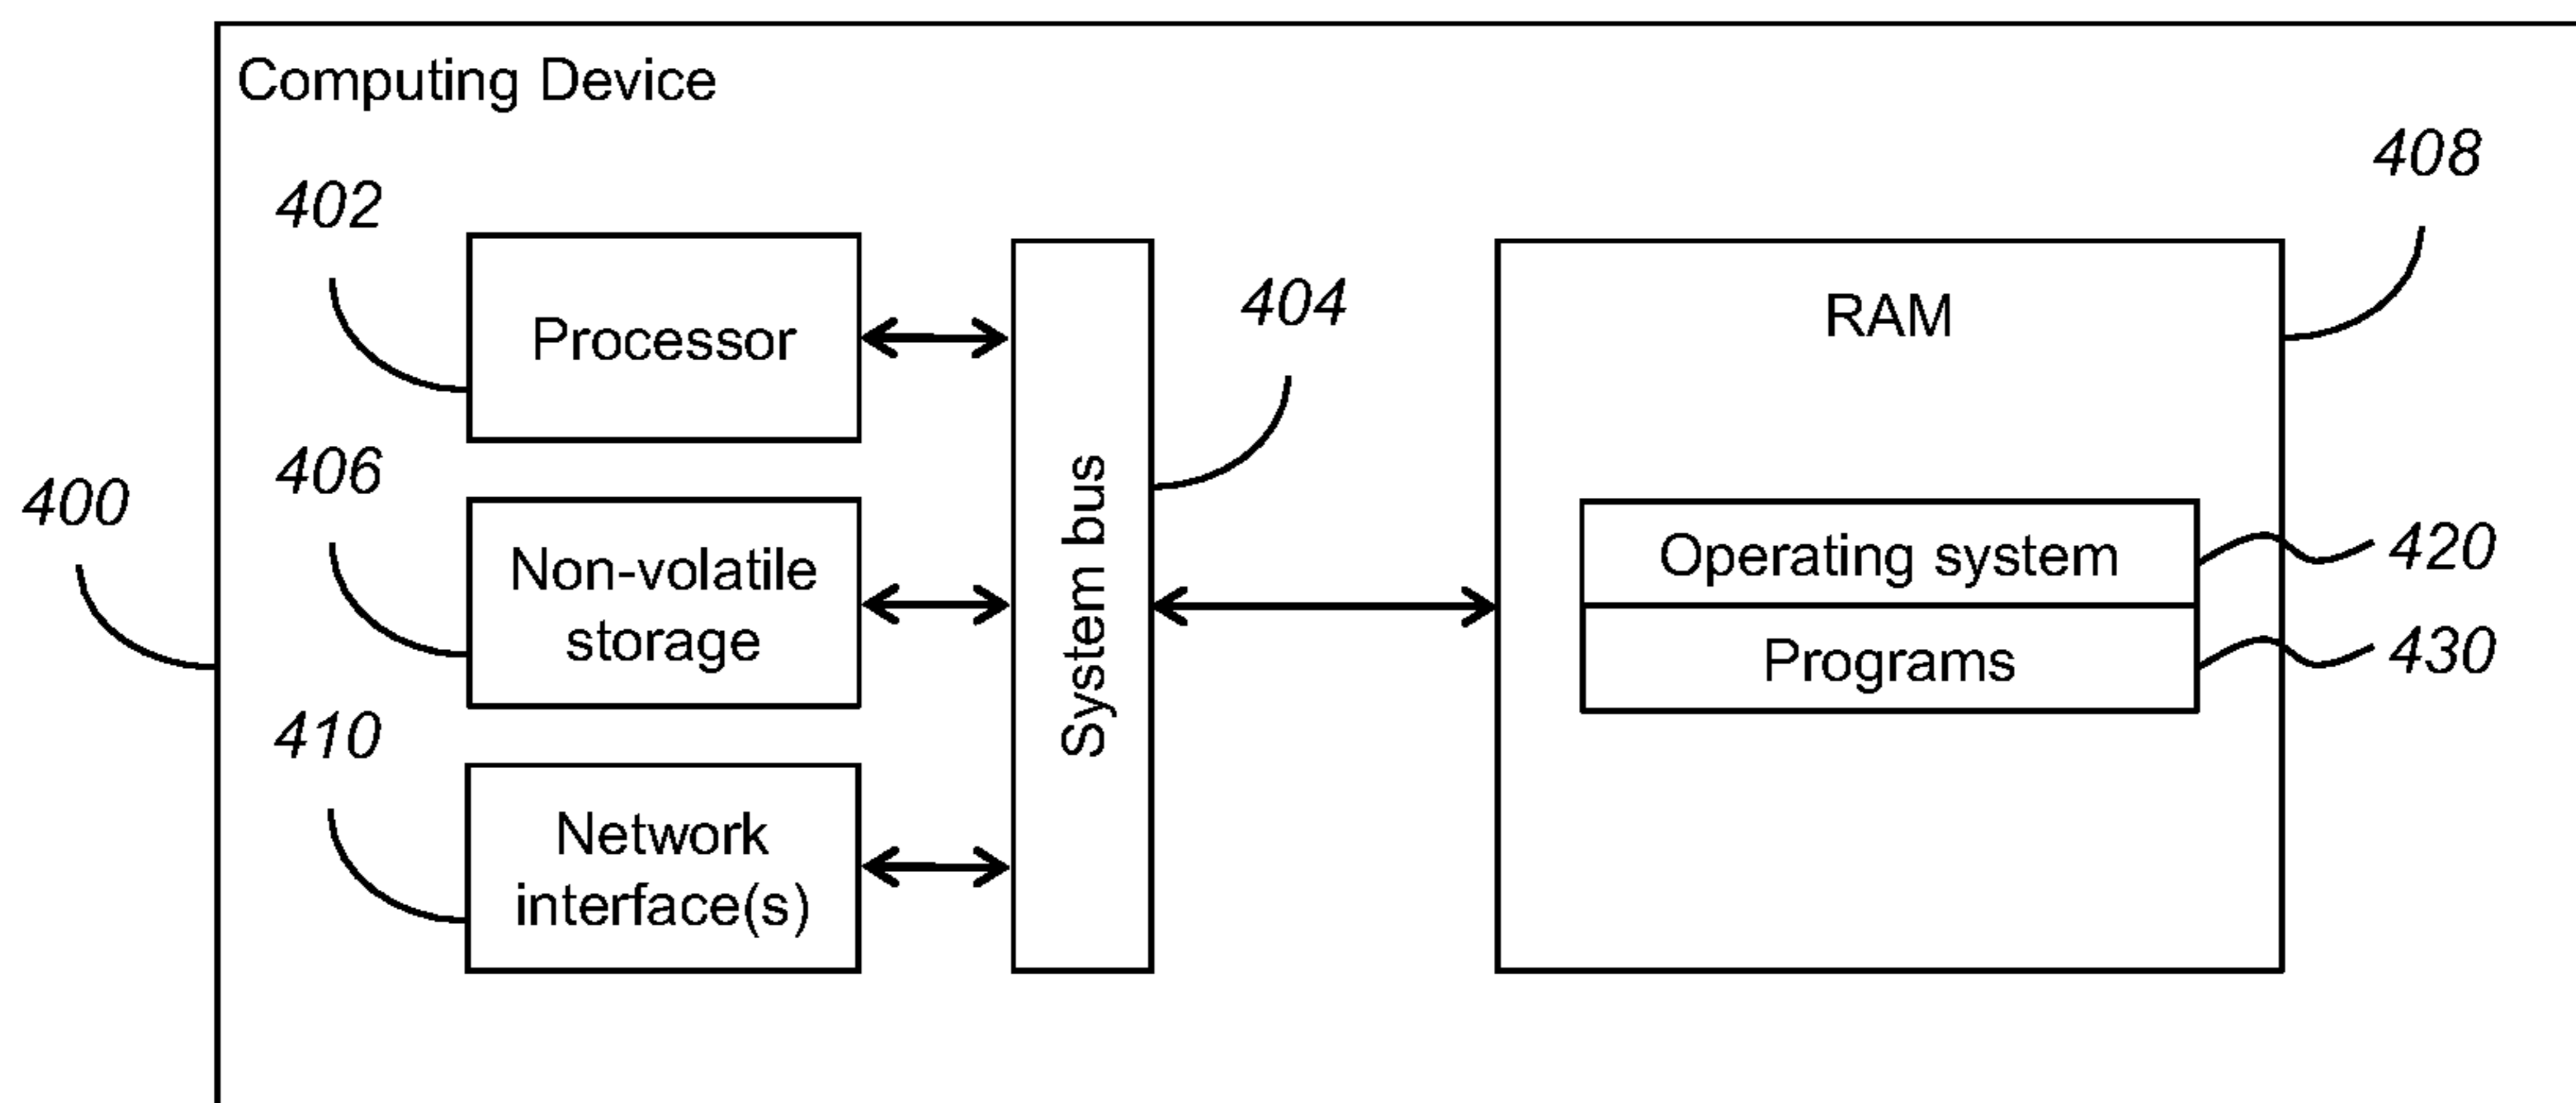 Computing Device
408
402
404
Processor
RAM
406
400
Non-volatile
storage
System bus
Operating system
420
Programs
430
410
Network
interface(s)